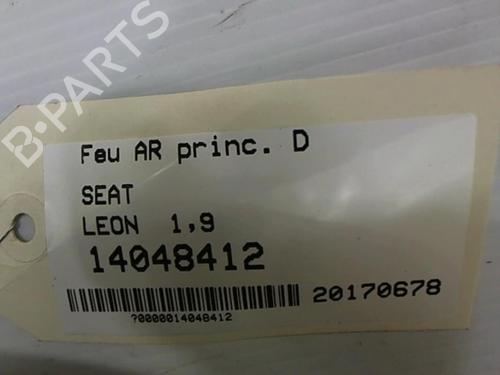 B-PARTS
Feu AR princ. D
SEAT
LEON 1,9
14048412
20170678
?0000014048412